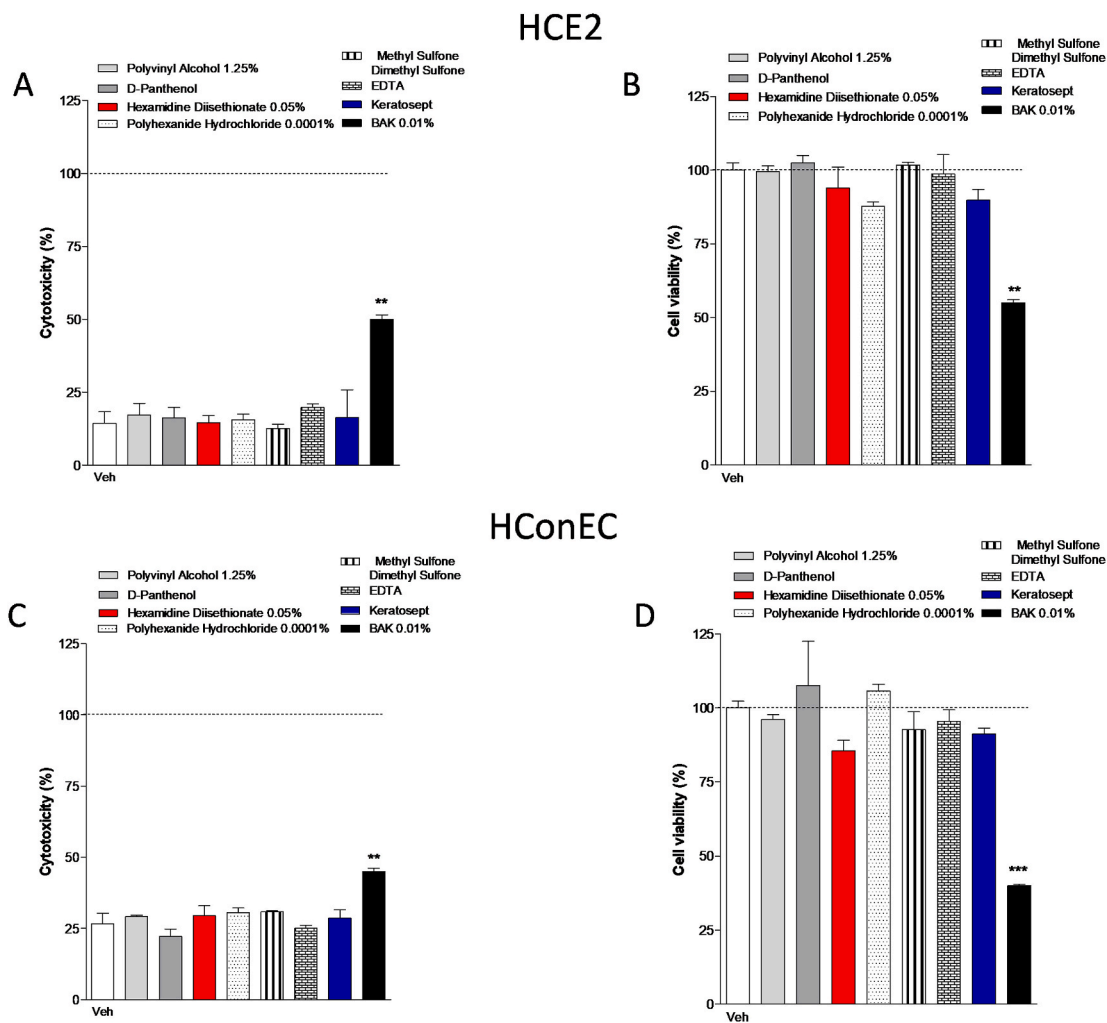 HCE2
A
Polyvinyl Alcohol 1.25%
D-Panthenol
Hexamidine Diisethionate 0.05%
Polyhexanide Hydrochloride 0.0001%
Methyl Sulfone
Dimethyl Sulfone
EDTA
Keratosept
BAK 0.01%
125
100
75
50
25
0
Cytotoxicity (%)
**
Veh
B
Polyvinyl Alcohol 1.25%
D-Panthenol
Hexamidine Diisethionate 0.05%
Polyhexanide Hydrochloride 0.0001%
Methyl Sulfone
Dimethyl Sulfone
EDTA
Keratosept
BAK 0.01%
125
100
75
50
25
0
Cell viability (%)
**
Veh
HConEC
C
Polyvinyl Alcohol 1.25%
D-Panthenol
Hexamidine Diisethionate 0.05%
Polyhexanide Hydrochloride 0.0001%
Methyl Sulfone
Dimethyl Sulfone
EDTA
Keratosept
BAK 0.01%
125
100
75
50
25
0
Cytotoxicity (%)
**
Veh
D
Polyvinyl Alcohol 1.25%
D-Panthenol
Hexamidine Diisethionate 0.05%
Polyhexanide Hydrochloride 0.0001%
Methyl Sulfone
Dimethyl Sulfone
EDTA
Keratosept
BAK 0.01%
125
100
75
50
25
0
Cell viability (%)
***
Veh